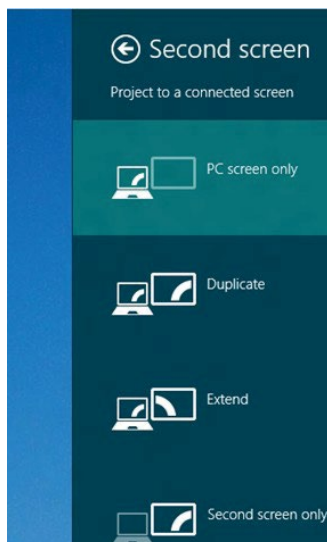 Second screen
Project to a connected screen
PC screen only
Duplicate
Extend
Second screen only